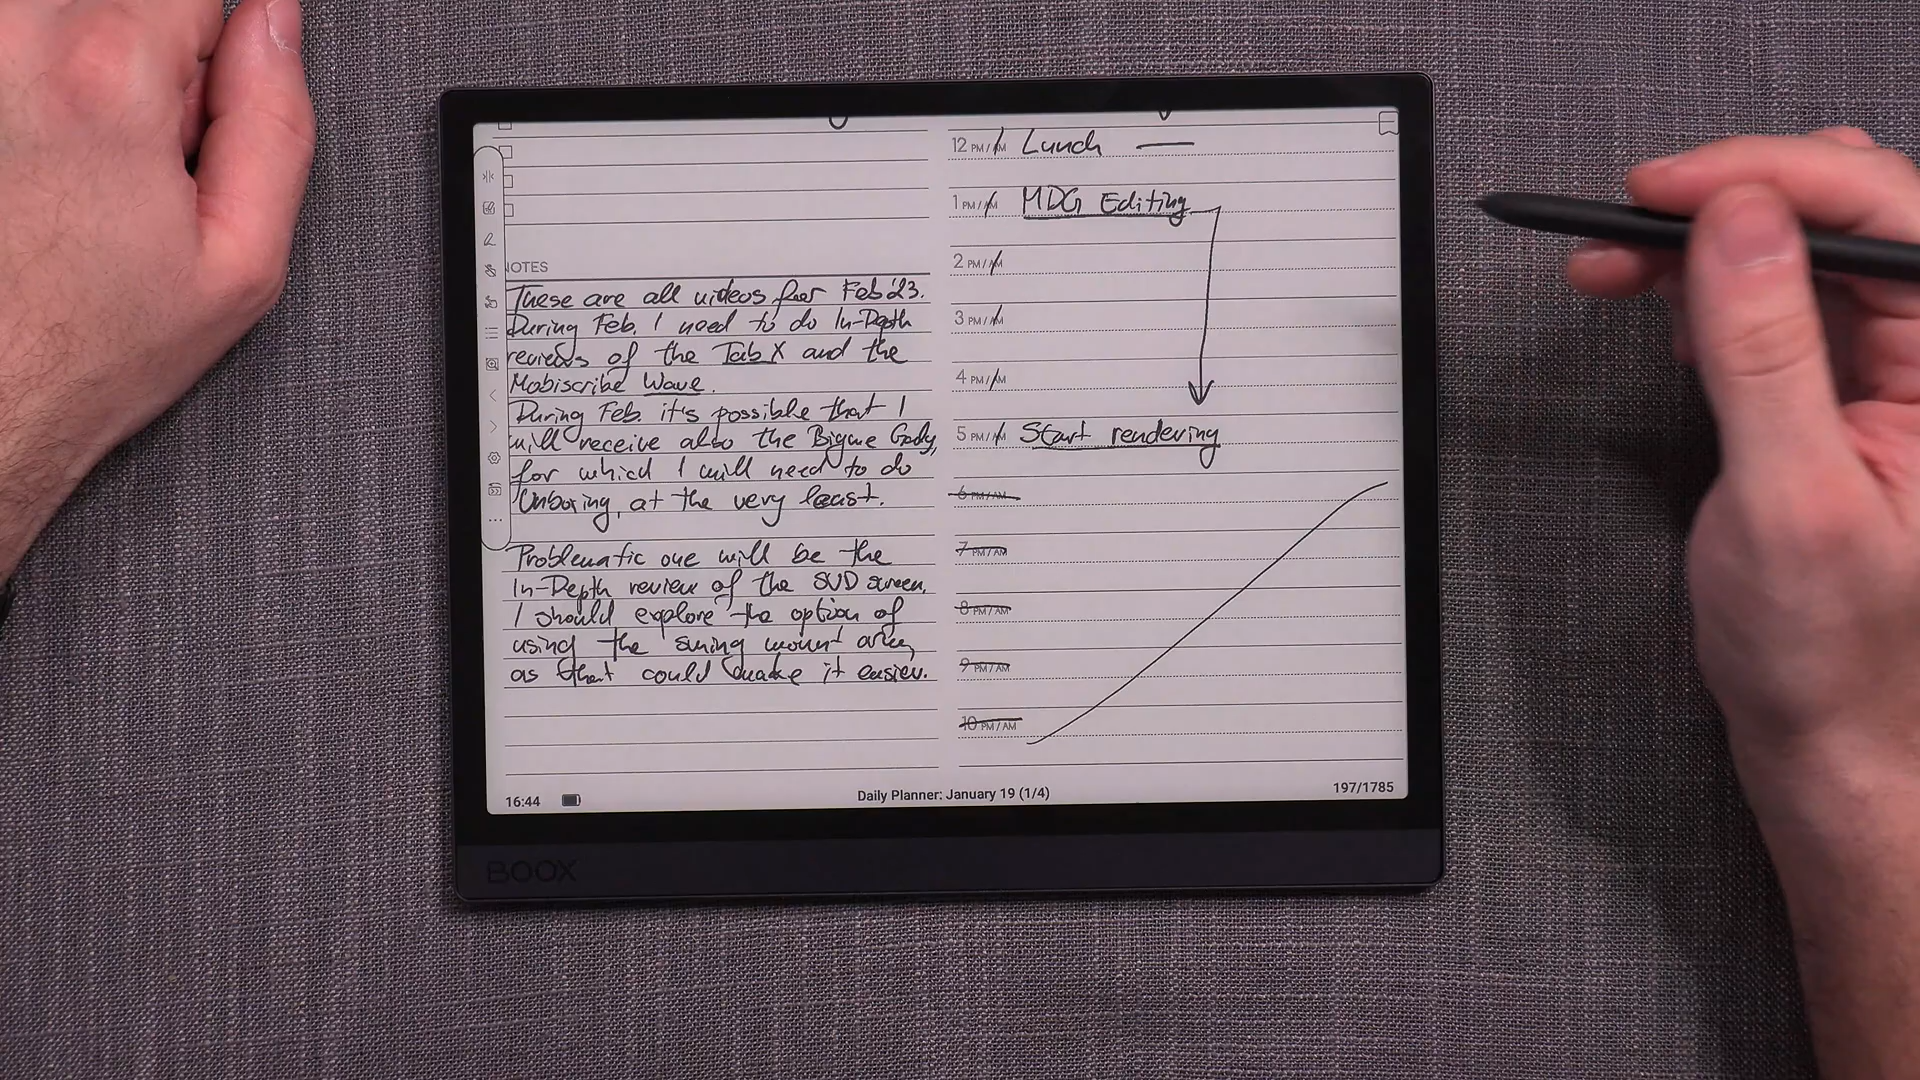 NOTES
These are all videos for Feb'23.
During Feb. I need to do In-Depth
reviews of the Tab X and the
Mobiscribe Wave.
During Feb. it's possible that I
will receive also the Bigme Gady,
for which I will need to do
Unboxing, at the very least.
Problematic one will be the
In-Depth review of the SVD screen.
I should explore the option of
using the swing mount
as that could make it easier.
12 PM / AM Lunch —
1 PM / AM MDG Editing
2 PM / AM
3 PM / AM
4 PM / AM
5 PM / AM Start rendering
6 PM / AM
7 PM / AM
8 PM / AM
9 PM / AM
10 PM / AM
16:44
Daily Planner: January 19 (1/4)
197/1785
BOOX